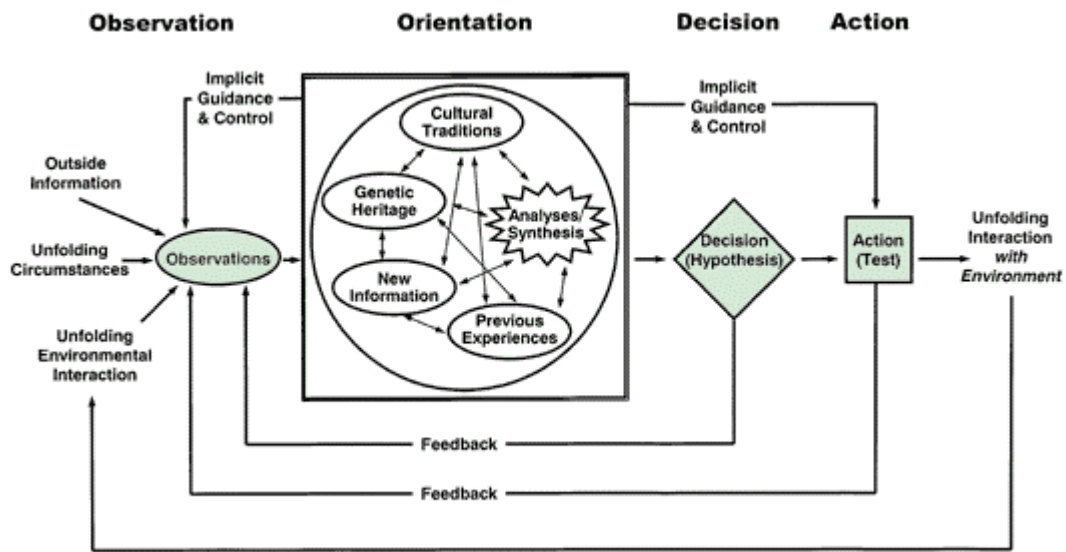 Observation
Orientation
Decision
Action
Implicit
Guidance
& Control
Cultural
Traditions
Implicit
Guidance
& Control
Outside
Information
Genetic
Heritage
Analyses/
Synthesis
Unfolding
Circumstances
Observations
New
Information
Decision
(Hypothesis)
Action
(Test)
Unfolding
Interaction
with
Environment
Previous
Experiences
Unfolding
Environmental
Interaction
Feedback
Feedback